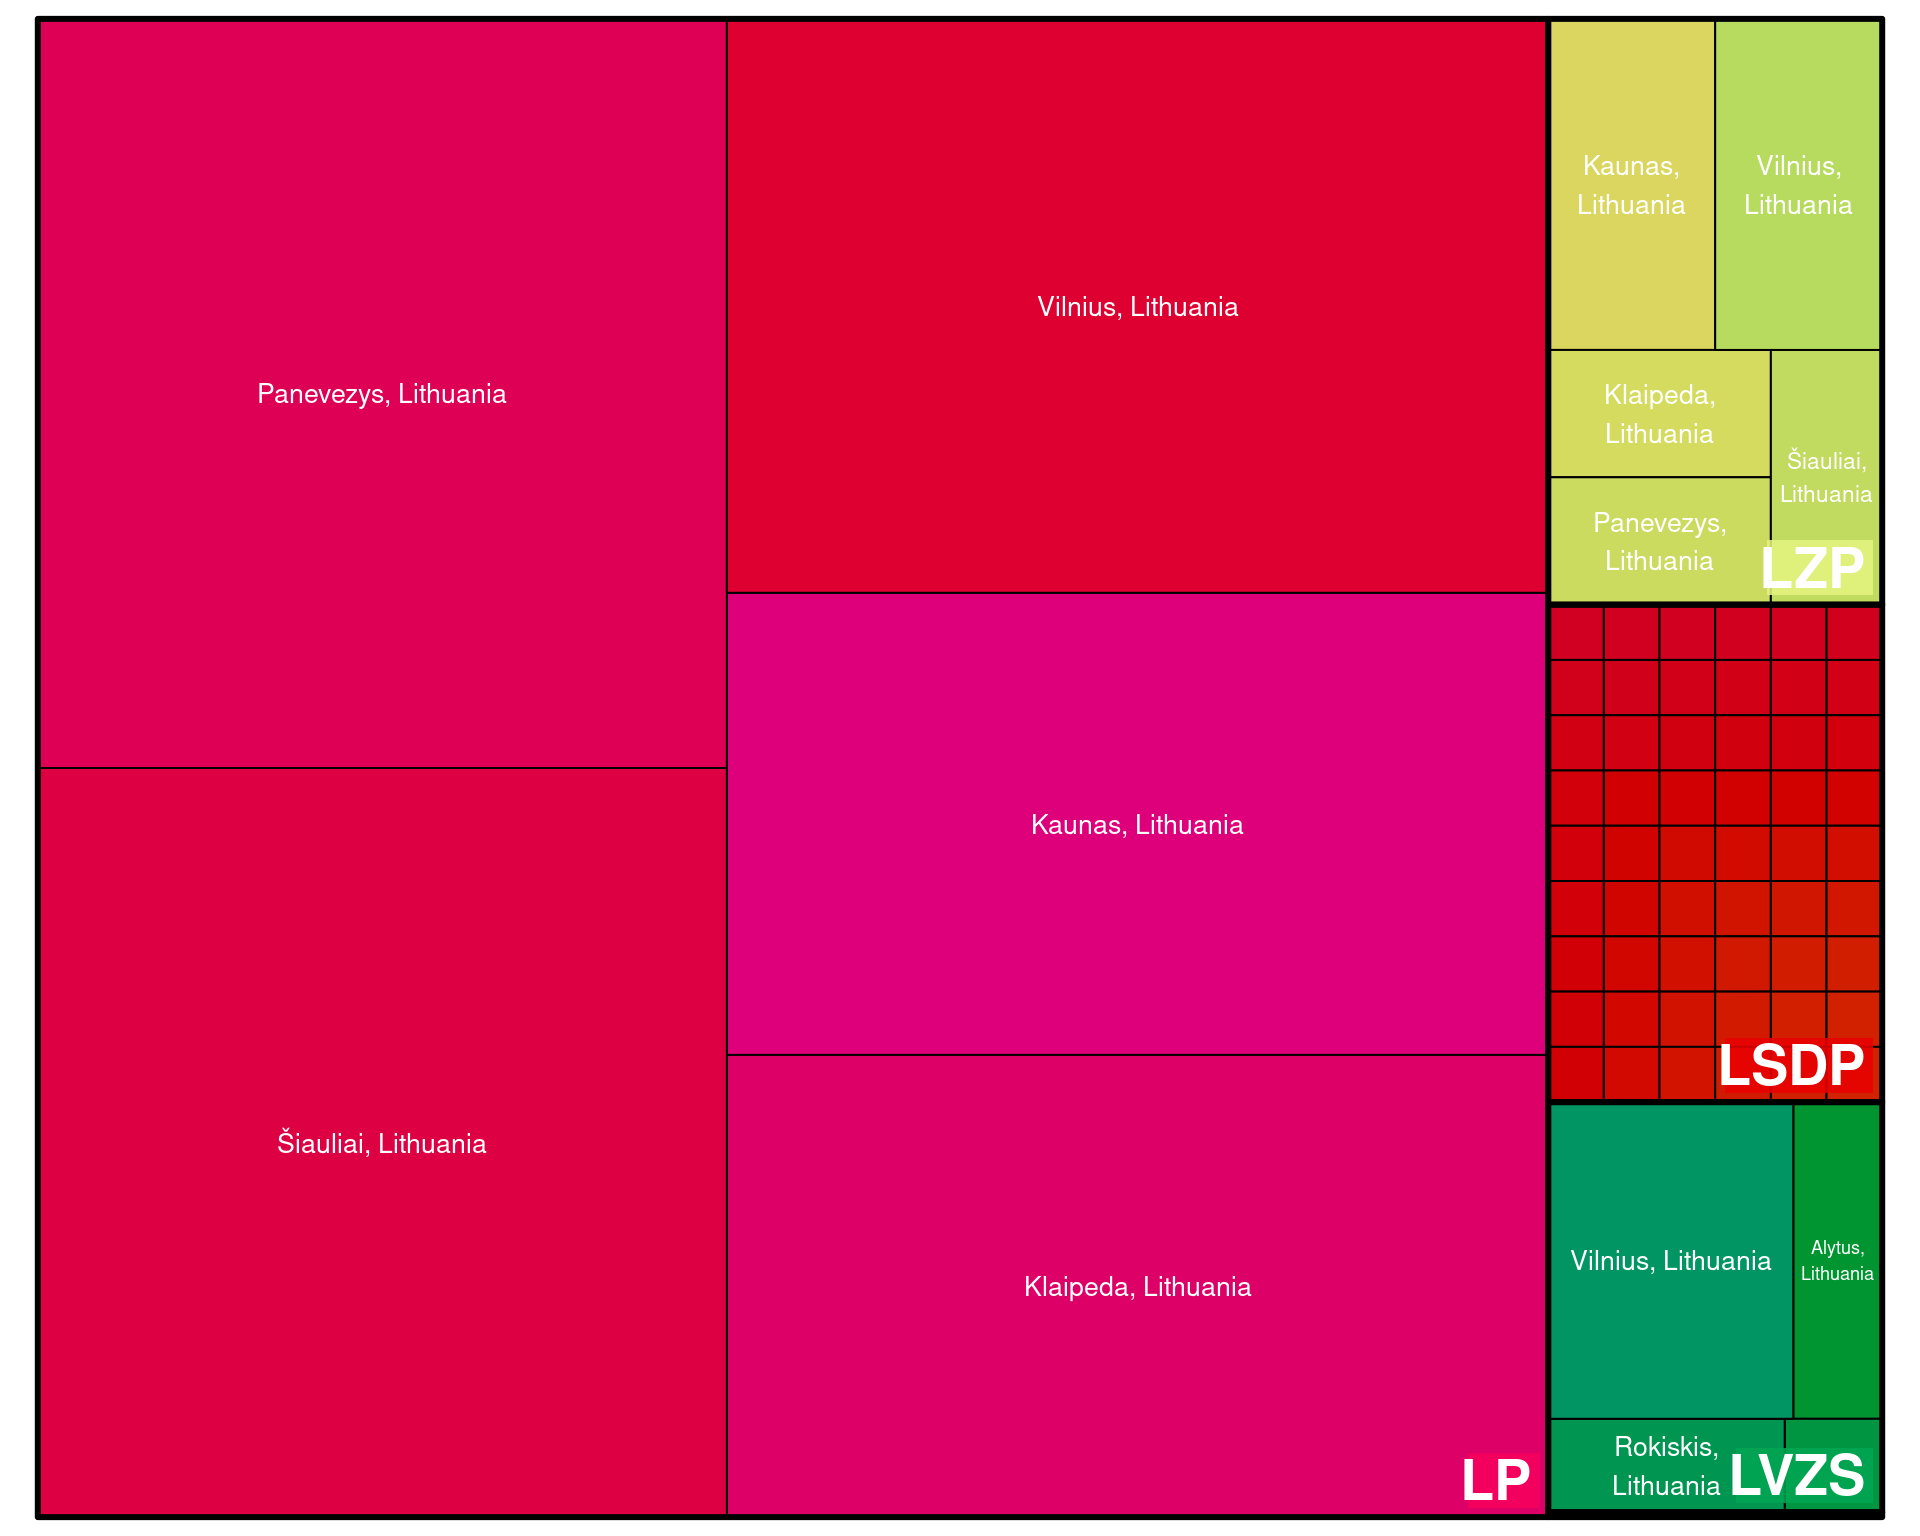 Panevezys, Lithuania
Šiauliai, Lithuania
Vilnius, Lithuania
Kaunas, Lithuania
Klaipeda, Lithuania
LP
Kaunas,
Lithuania
Vilnius,
Lithuania
Klaipeda,
Lithuania
Panevezys,
Lithuania
Šiauliai,
Lithuania
LZP
LSDP
Vilnius, Lithuania
Alytus,
Lithuania
Rokiskis,
Lithuania
LVZS